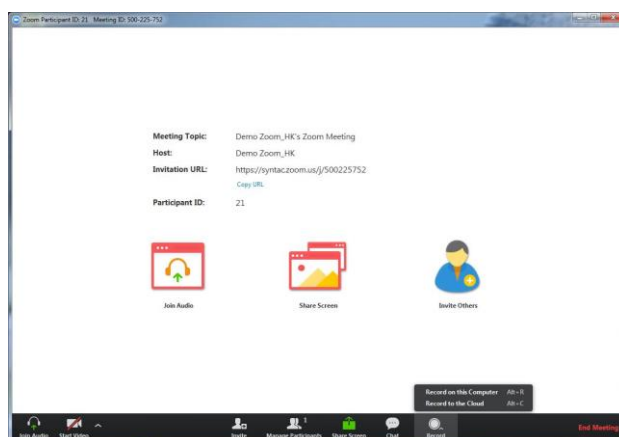 Zoom Participant ID: 21 Meeting ID: 500-225-752
Meeting Topic: Demo Zoom_HK's Zoom Meeting
Host: Demo Zoom_HK
Invitation URL: https://syntac.zoom.us/j/500225752
Copy URL
Participant ID: 21
Join Audio Share Screen Invite Others
Record on this Computer Alt+R
Record to the Cloud Alt+C
Join Audio Start Video Invite Manage Participants 1 Share Screen Chat Record End Meeting